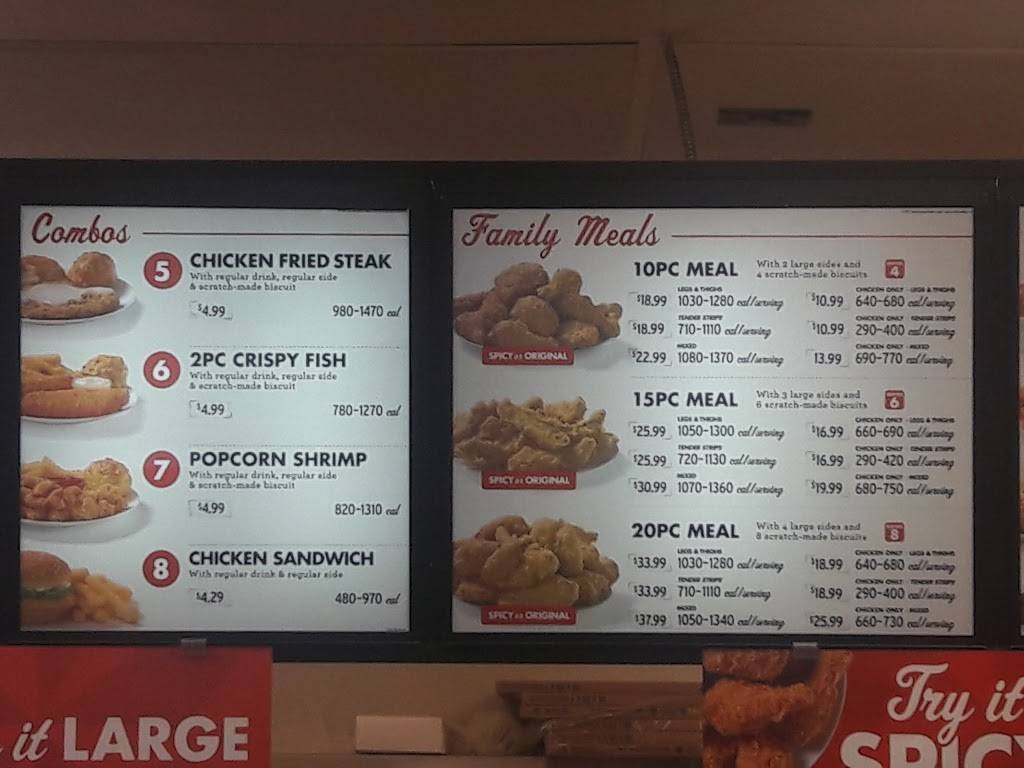 Combos
5 CHICKEN FRIED STEAK
With regular drink, regular side
& scratch-made biscuit
$4.99 980-1470 cal
6 2PC CRISPY FISH
With regular drink, regular side
& scratch-made biscuit
$4.99 780-1270 cal
7 POPCORN SHRIMP
With regular drink, regular side
& scratch-made biscuit
$4.99 820-1310 cal
8 CHICKEN SANDWICH
With regular drink & regular side
$4.29 480-970 cal
Family Meals
10PC MEAL With 2 large sides and
4 scratch-made biscuits
SERVES 4
LEGS & THIGHS CHICKEN ONLY - LEGS & THIGHS
$18.99 1030-1280 cal/serving $10.99 640-680 cal/serving
TENDER STRIPS CHICKEN ONLY - TENDER STRIPS
$18.99 710-1110 cal/serving $10.99 290-400 cal/serving
MIXED CHICKEN ONLY - MIXED
$22.99 1080-1370 cal/serving 13.99 690-770 cal/serving
SPICY or ORIGINAL
15PC MEAL With 3 large sides and
6 scratch-made biscuits
SERVES 6
LEGS & THIGHS CHICKEN ONLY - LEGS & THIGHS
$25.99 1050-1300 cal/serving $16.99 660-690 cal/serving
TENDER STRIPS CHICKEN ONLY - TENDER STRIPS
$25.99 720-1130 cal/serving $16.99 290-420 cal/serving
MIXED CHICKEN ONLY - MIXED
$30.99 1070-1360 cal/serving $19.99 680-750 cal/serving
SPICY or ORIGINAL
20PC MEAL With 4 large sides and
8 scratch-made biscuits
SERVES 8
LEGS & THIGHS CHICKEN ONLY - LEGS & THIGHS
$33.99 1030-1280 cal/serving $18.99 640-680 cal/serving
TENDER STRIPS CHICKEN ONLY - TENDER STRIPS
$33.99 710-1110 cal/serving $18.99 290-400 cal/serving
MIXED CHICKEN ONLY - MIXED
$37.99 1050-1340 cal/serving $25.99 660-730 cal/serving
SPICY or ORIGINAL
it LARGE
Try it
SPIC